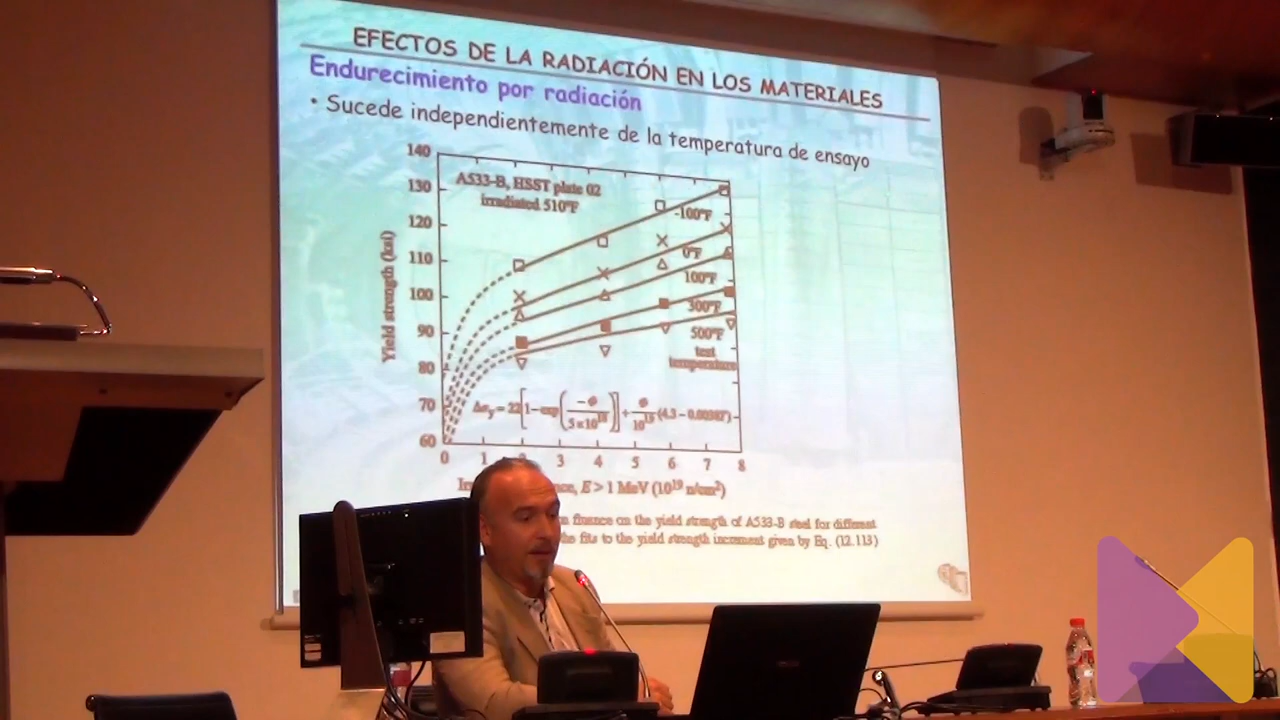 EFECTOS DE LA RADIACIÓN EN LOS MATERIALES
Endurecimiento por radiación
• Sucede independientemente de la temperatura de ensayo
140
130
120
110
100
90
80
70
60
Yield strength (ksi)
A533-B, HSST plate 02
irradiated 510°F
-100°F
0°F
100°F
300°F
500°F
test
temperature
0 1 2 3 4 5 6 7 8
E > 1 MeV (10¹⁹ n/cm²)
fluence on the yield strength of A533-B steel for different
fits to the yield strength increment given by Eq. (12.113)